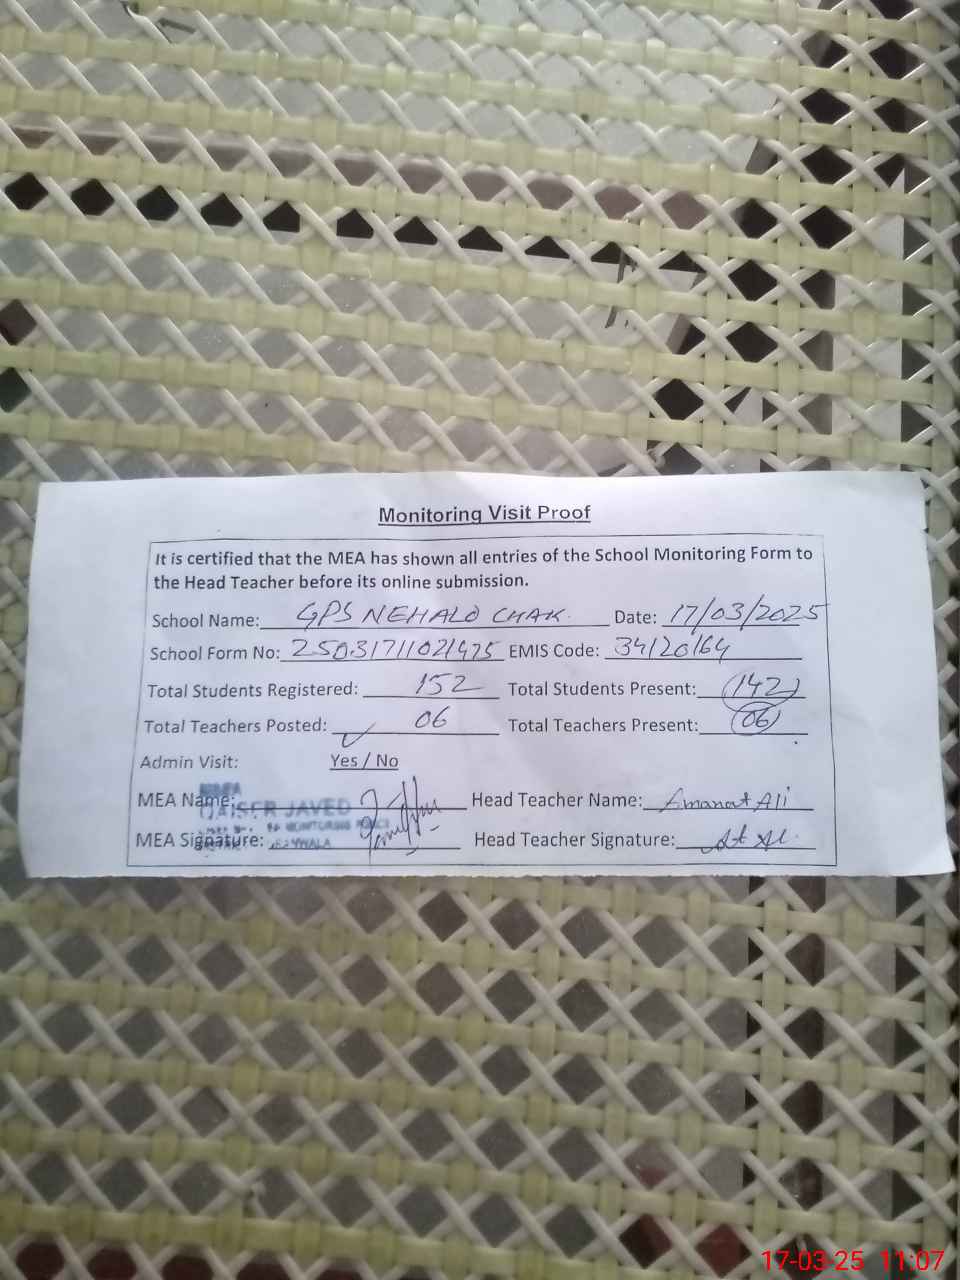 Monitoring Visit Proof
It is certified that the MEA has shown all entries of the School Monitoring Form to
the Head Teacher before its online submission.
School Name: GPS NEHALO CHAK. Date: 17/03/2025
School Form No: 25031711021475 EMIS Code: 34120164
Total Students Registered: 152 Total Students Present: 142
Total Teachers Posted: 06 Total Teachers Present: 06
Admin Visit: Yes / No
MEA Name: QAISER JAVED Head Teacher Name: Amanat Ali
MEA Signature: Head Teacher Signature:
17-03-25 11:07